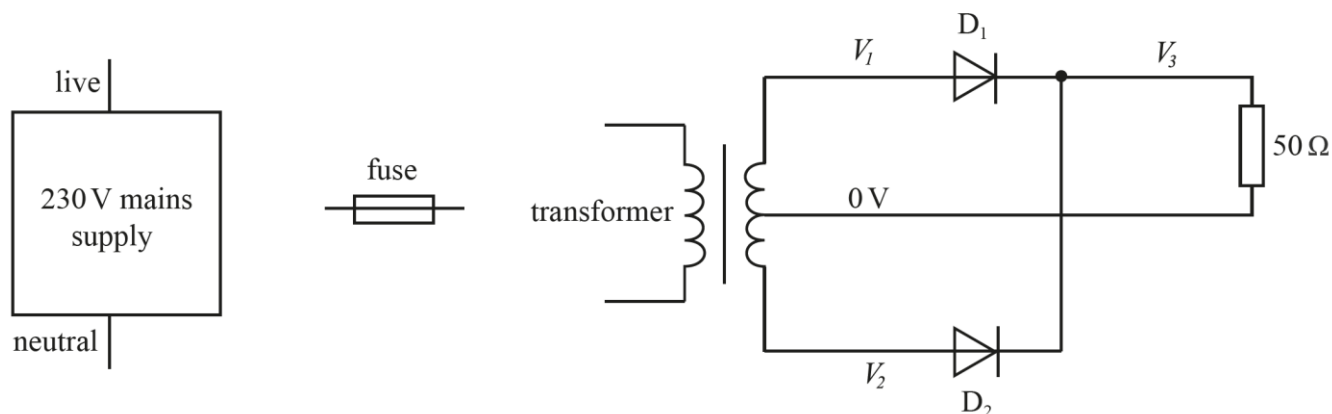 live
230 V mains
supply
neutral
fuse
transformer
V₁
D₁
V₃
50 Ω
0 V
V₂
D₂